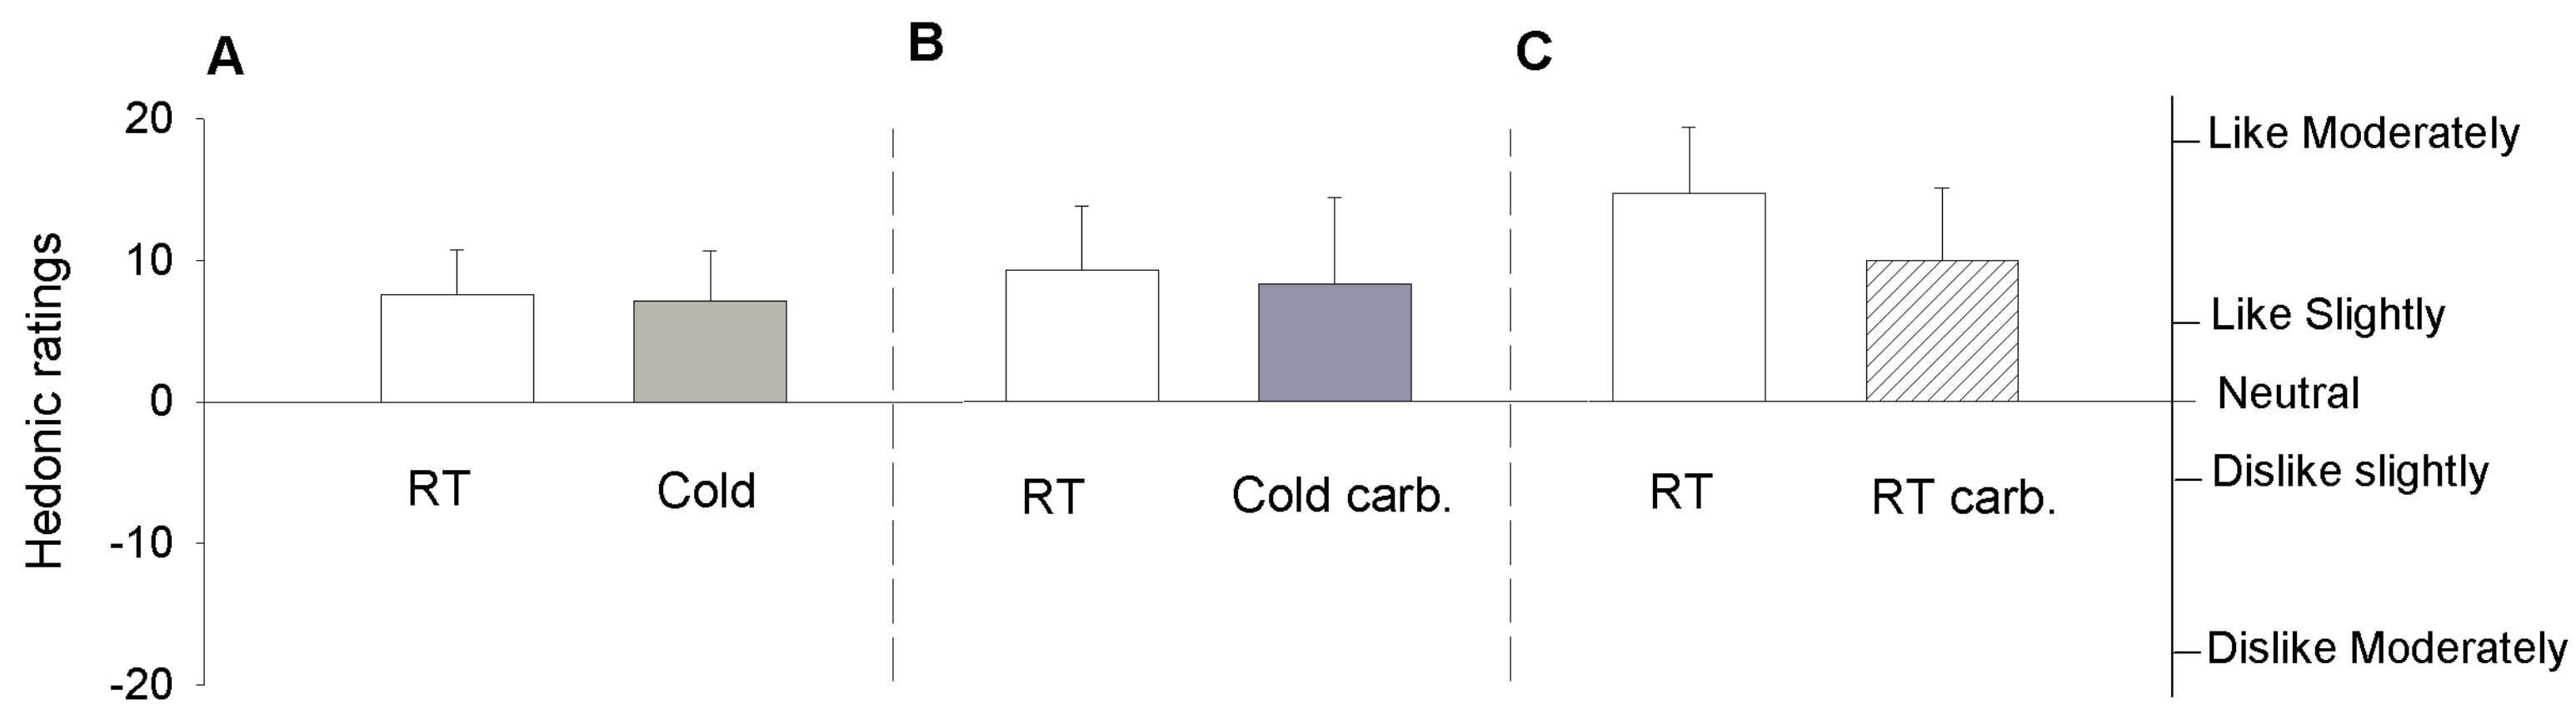 A
B
C
Hedonic ratings
20
10
0
-10
-20
RT
Cold
RT
Cold carb.
RT
RT carb.
Like Moderately
Like Slightly
Neutral
Dislike slightly
Dislike Moderately